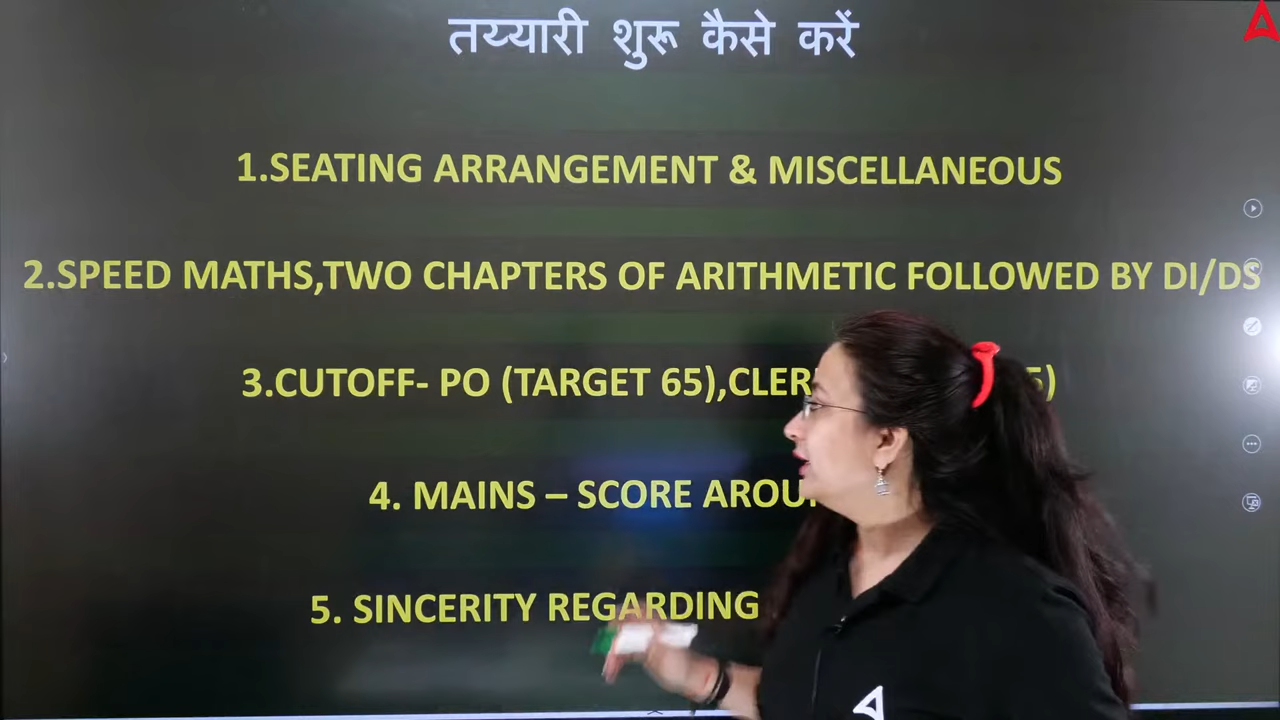 तय्यारी शुरू कैसे करें
1.SEATING ARRANGEMENT & MISCELLANEOUS
2.SPEED MATHS,TWO CHAPTERS OF ARITHMETIC FOLLOWED BY DI/DS
3.CUTOFF- PO (TARGET 65),
4. MAINS – SCORE
5. SINCERITY REGARDING